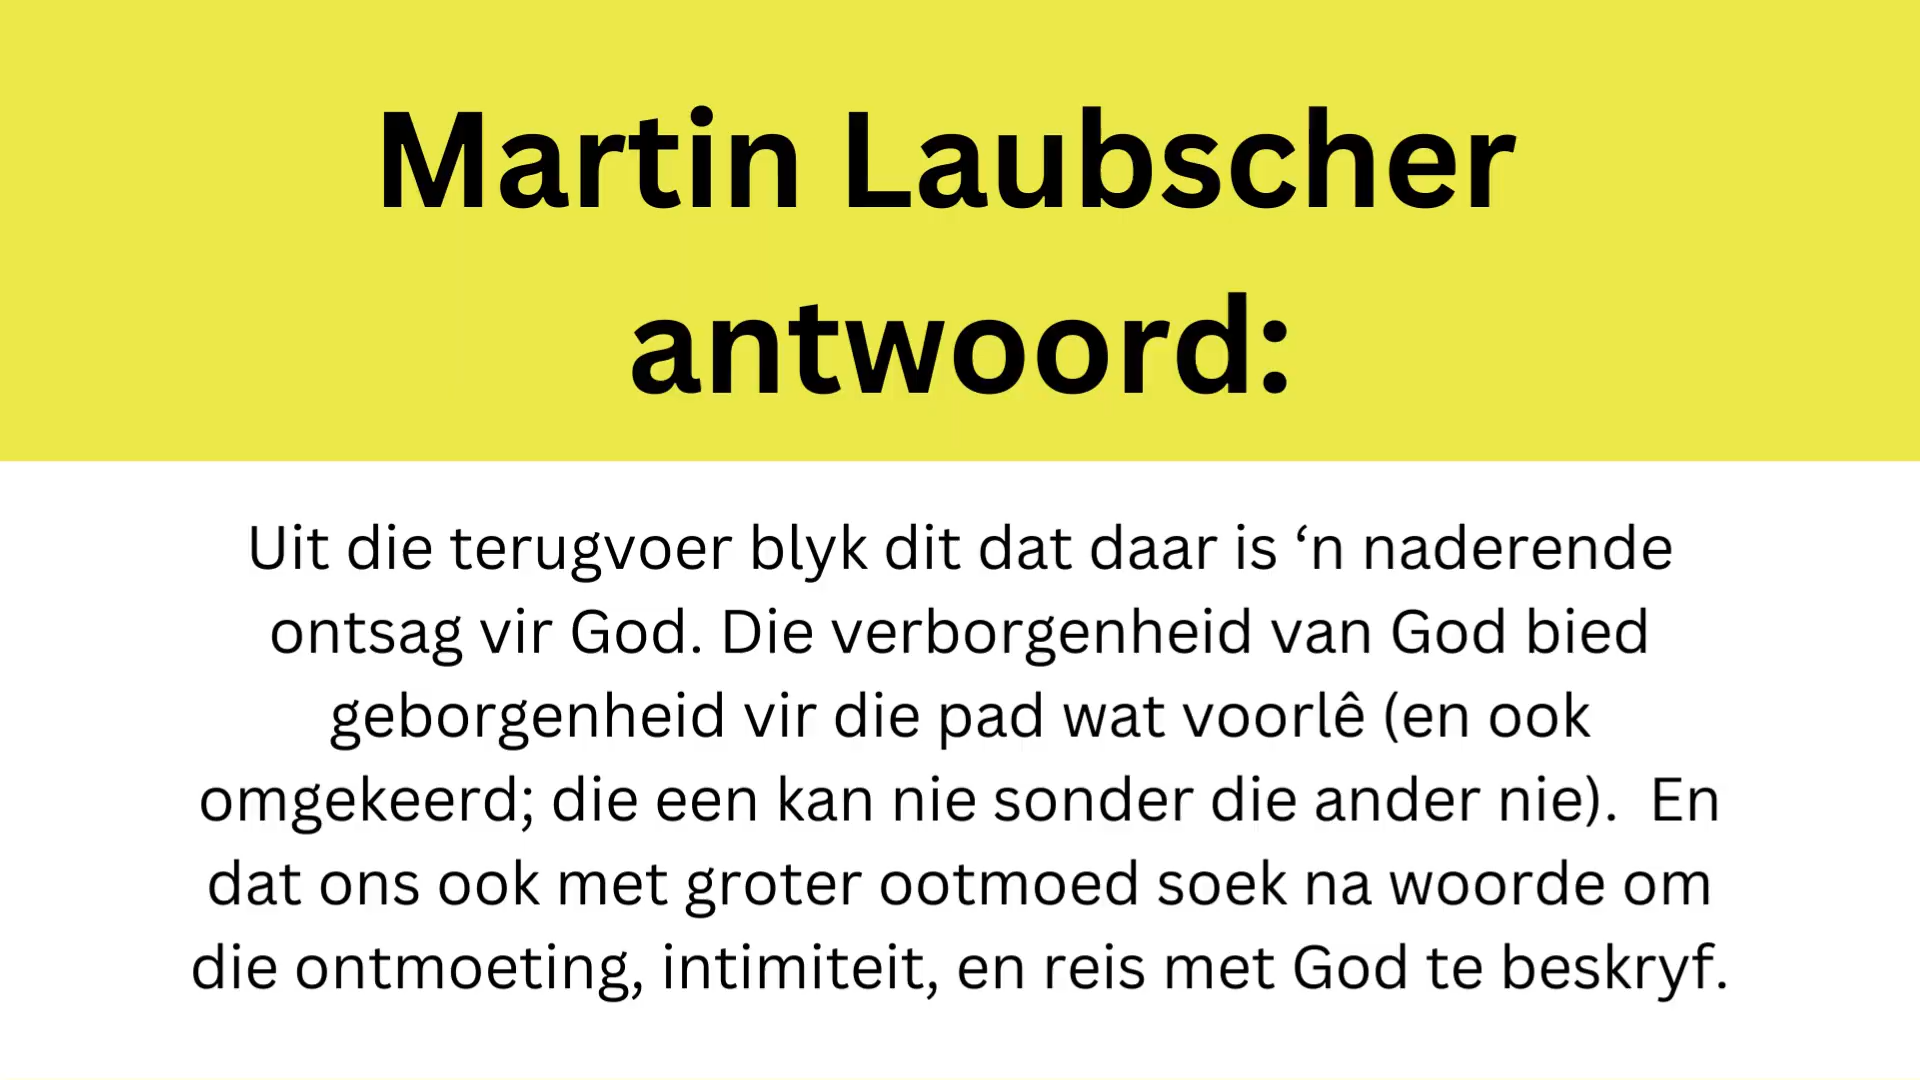 Martin Laubscher
antwoord:
Uit die terugvoer blyk dit dat daar is ‘n naderende
ontsag vir God. Die verborgenheid van God bied
geborgenheid vir die pad wat voorlê (en ook
omgekeerd; die een kan nie sonder die ander nie).  En
dat ons ook met groter ootmoed soek na woorde om
die ontmoeting, intimiteit, en reis met God te beskryf.